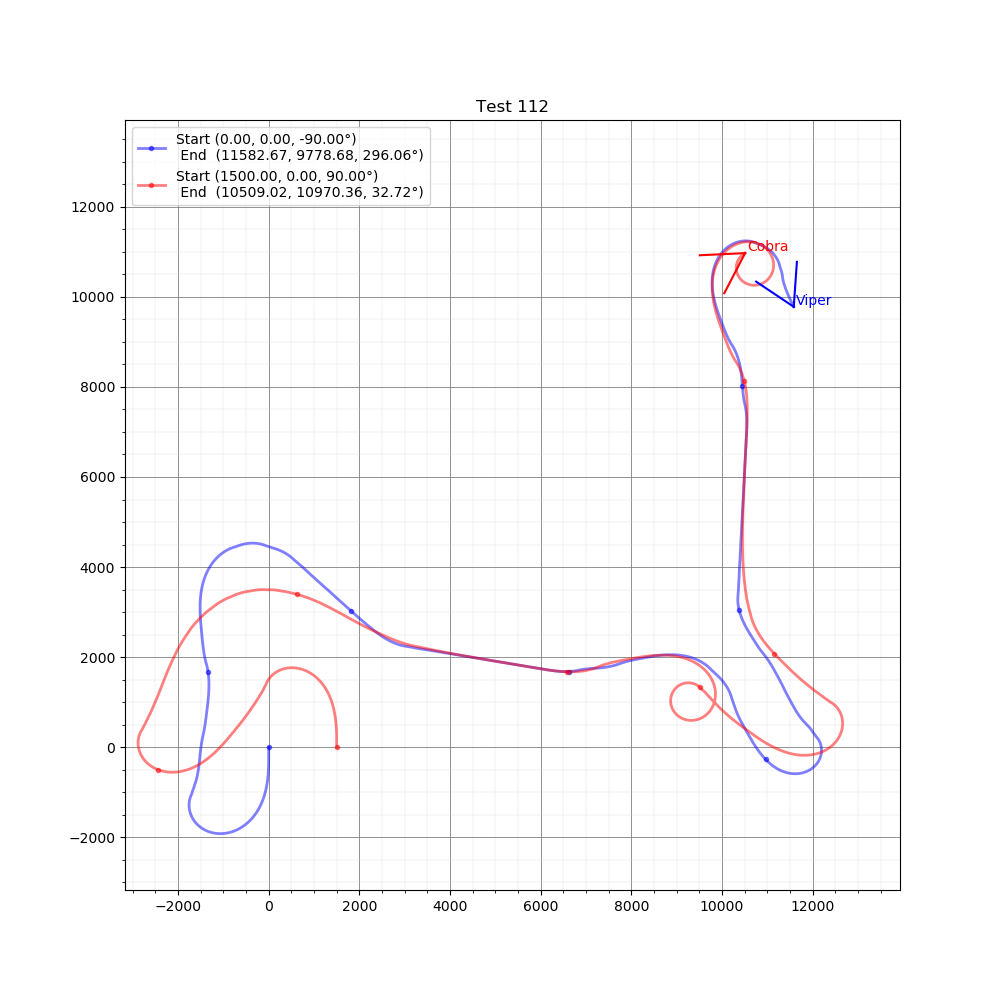 Test 112
Start (0.00, 0.00, -90.00°)
End (11582.67, 9778.68, 296.06°)
Start (1500.00, 0.00, 90.00°)
End (10509.02, 10970.36, 32.72°)
12000
Cobra
10000
Viper
8000
6000
4000
2000
0
−2000
−2000 0 2000 4000 6000 8000 10000 12000